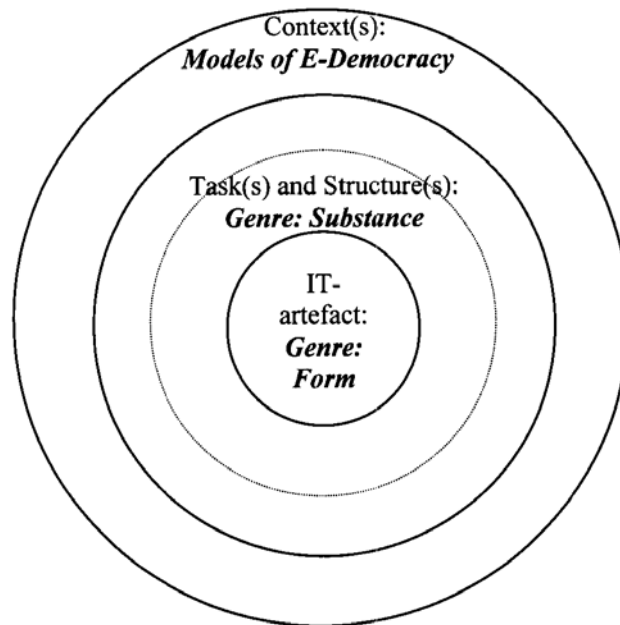 Context(s):
Models of E-Democracy
Task(s) and Structure(s):
Genre: Substance
IT-
artefact:
Genre:
Form